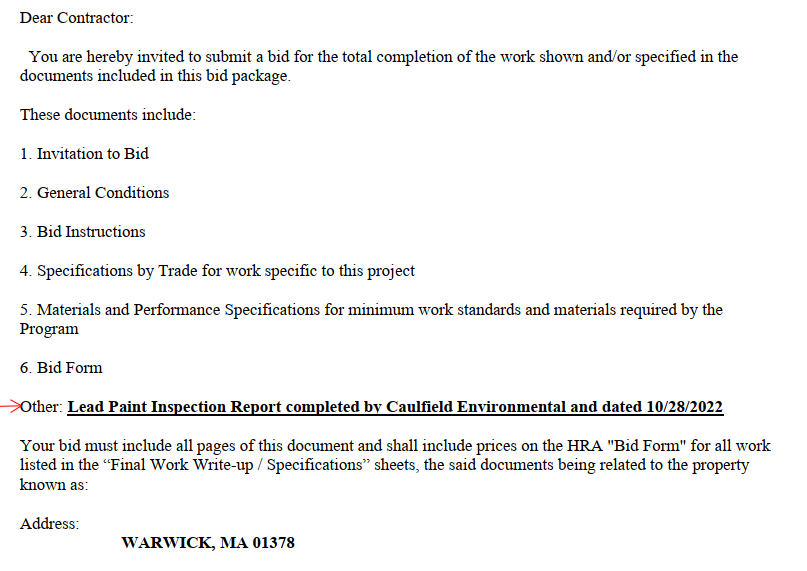 Dear Contractor:
You are hereby invited to submit a bid for the total completion of the work shown and/or specified in the
documents included in this bid package.
These documents include:
1. Invitation to Bid
2. General Conditions
3. Bid Instructions
4. Specifications by Trade for work specific to this project
5. Materials and Performance Specifications for minimum work standards and materials required by the
Program
6. Bid Form
Other: Lead Paint Inspection Report completed by Caulfield Environmental and dated 10/28/2022
Your bid must include all pages of this document and shall include prices on the HRA "Bid Form" for all work
listed in the “Final Work Write-up / Specifications” sheets, the said documents being related to the property
known as:
Address:
WARWICK, MA 01378